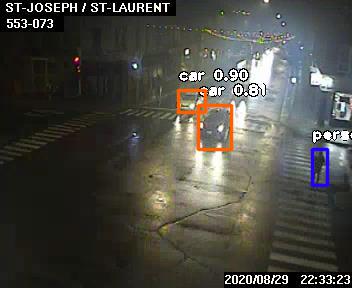 ST-JOSEPH / ST-LAURENT
553-073
car 0.90
car 0.81
pers
2020/08/29 22:33:23